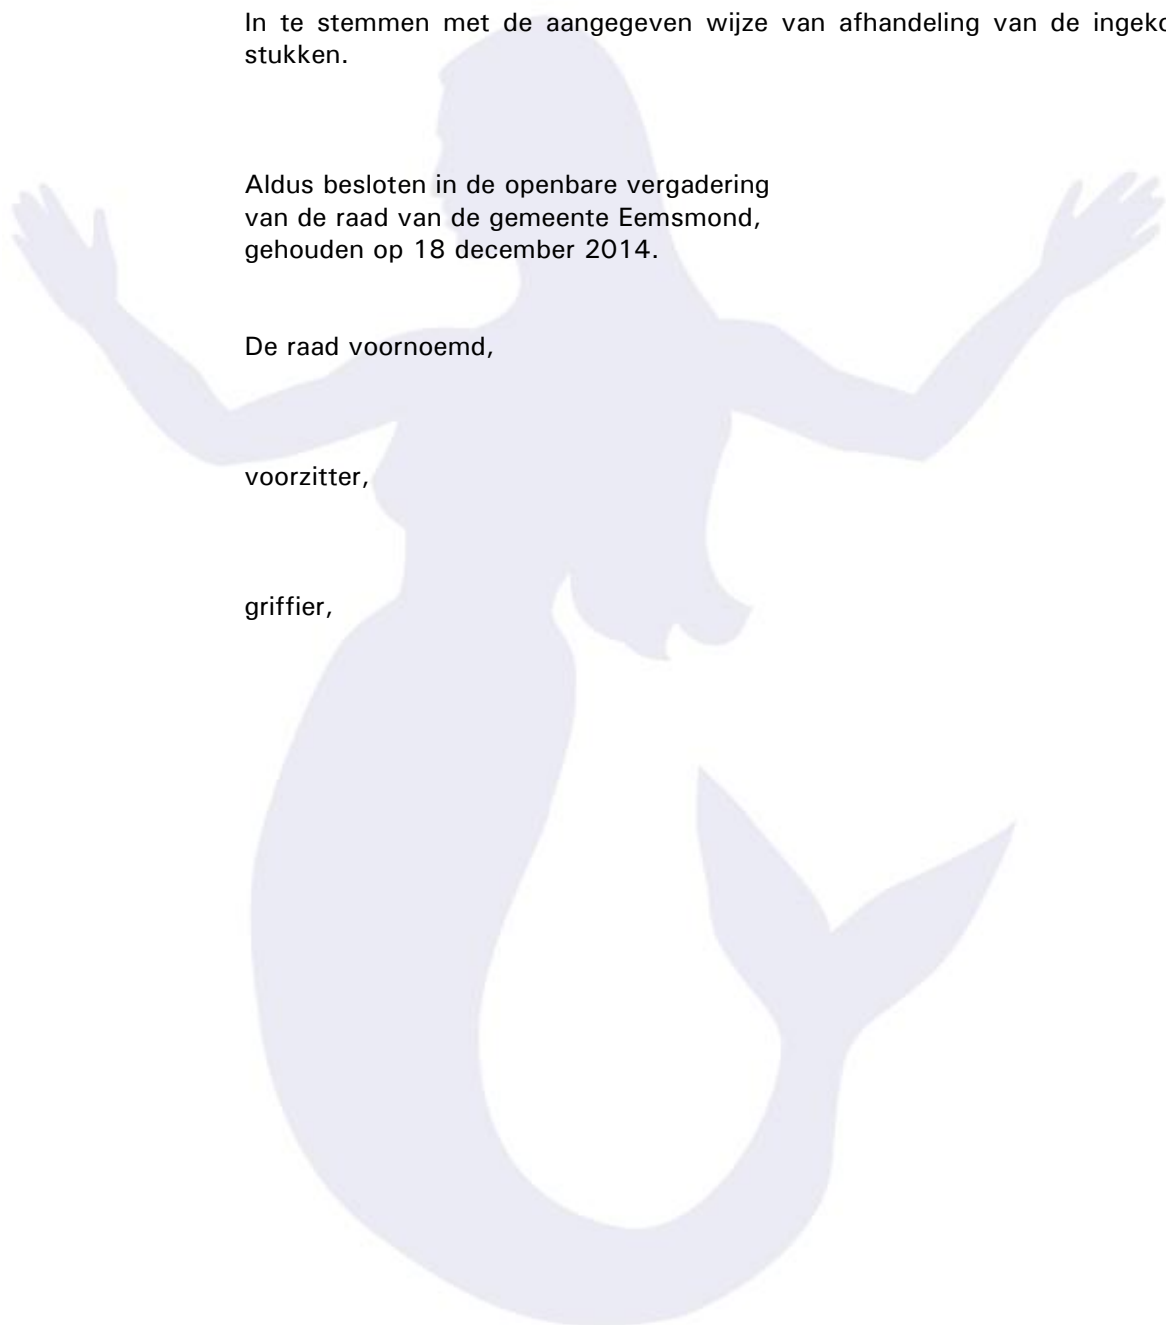 In te stemmen met de aangegeven wijze van afhandeling van de
stukken.
Aldus besloten in de openbare vergadering
van de raad van de gemeente Eemsmond,
gehouden op 18 december 2014.
De raad voornoemd,
voorzitter,
griffier,